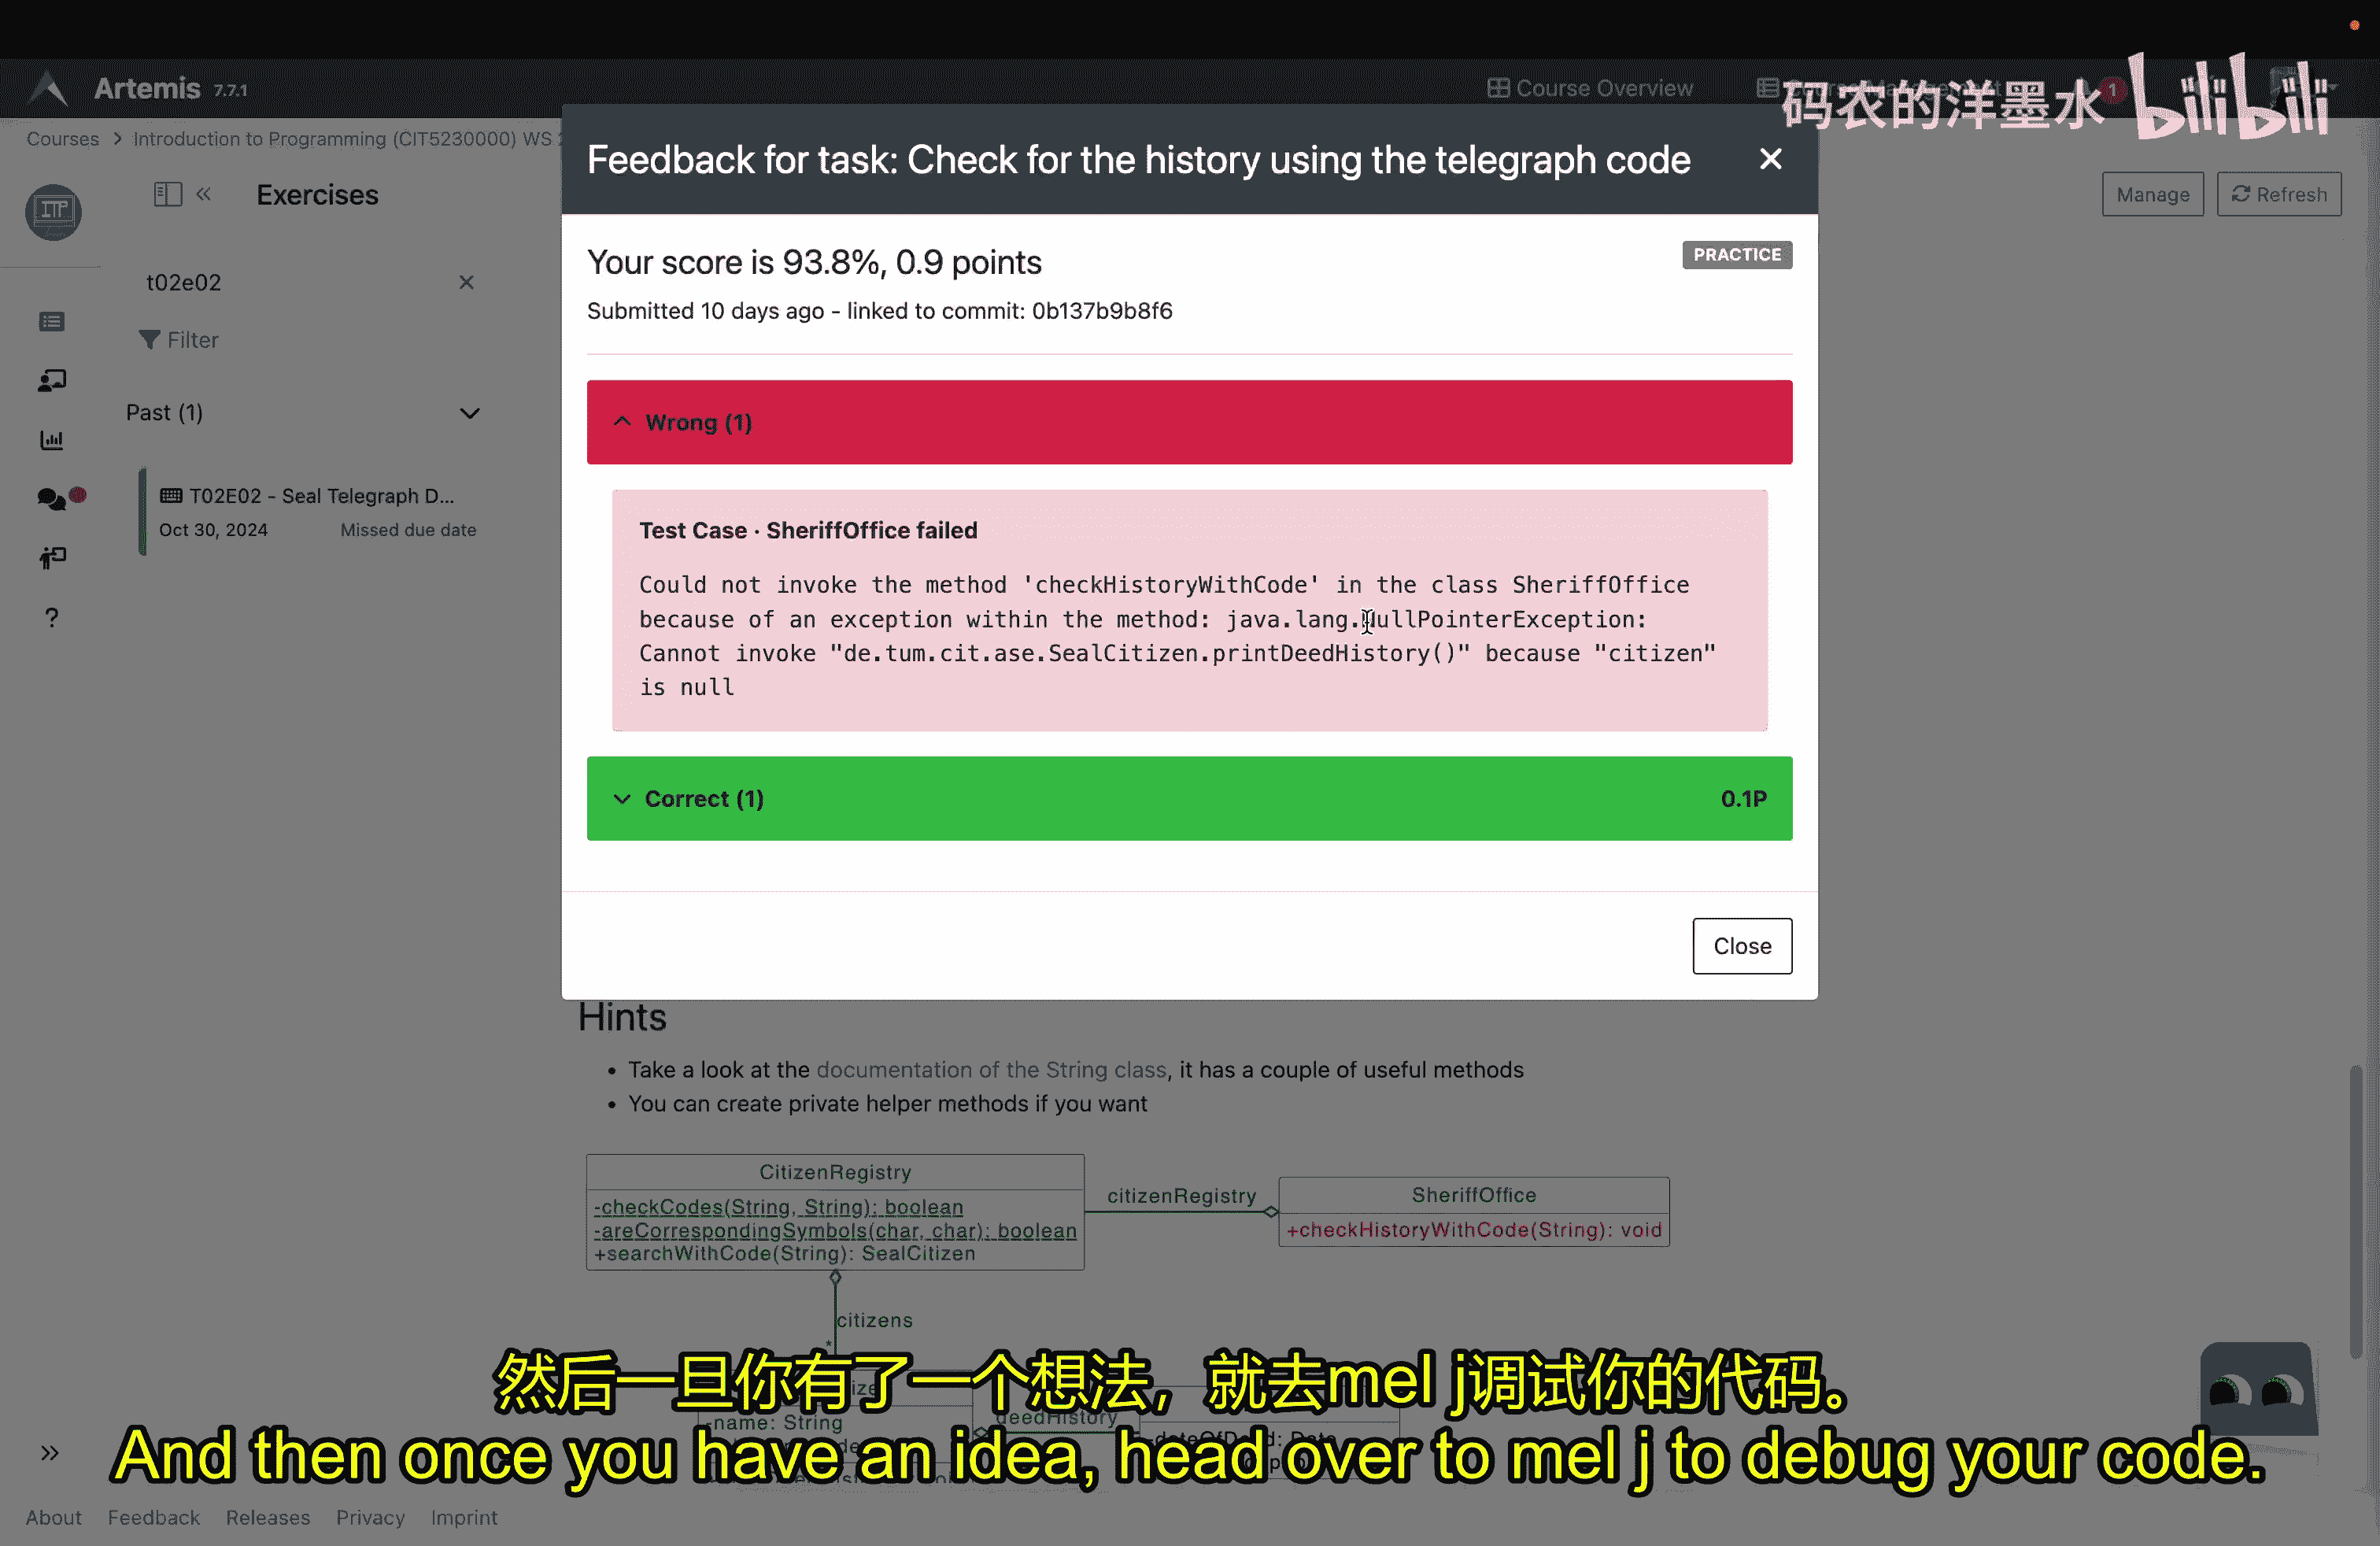 Artemis 7.7.1
Course Overview
码农的洋墨水 bilibili
1
Courses > Introduction to Programming (CIT5230000) WS
ITP
Exercises
t02e02
Filter
Past (1)
T02E02 - Seal Telegraph D...
Oct 30, 2024 Missed due date
?
Manage
Refresh
Feedback for task: Check for the history using the telegraph code
Your score is 93.8%, 0.9 points
PRACTICE
Submitted 10 days ago - linked to commit: 0b137b9b8f6
Wrong (1)
Test Case · SheriffOffice failed
Could not invoke the method 'checkHistoryWithCode' in the class SheriffOffice
because of an exception within the method: java.lang.NullPointerException:
Cannot invoke "de.tum.cit.ase.SealCitizen.printDeedHistory()" because "citizen"
is null
Correct (1) 0.1P
Close
Hints
Take a look at the documentation of the String class, it has a couple of useful methods
You can create private helper methods if you want
CitizenRegistry
-checkCodes(String, String): boolean
-areCorrespondingSymbols(char, char): boolean
+searchWithCode(String): SealCitizen
citizenRegistry
SheriffOffice
+checkHistoryWithCode(String): void
citizens
*
-name: String
deedHistory
然后一旦你有了一个想法，就去mel j调试你的代码。
And then once you have an idea, head over to mel j to debug your code.
About Feedback Releases Privacy Imprint